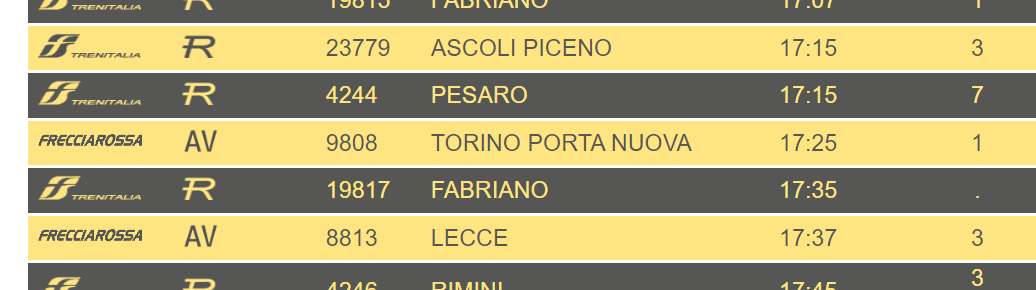 TRENITALIA R 19815 FABRIANO 17:07 1
TRENITALIA R 23779 ASCOLI PICENO 17:15 3
TRENITALIA R 4244 PESARO 17:15 7
FRECCIAROSSA AV 9808 TORINO PORTA NUOVA 17:25 1
TRENITALIA R 19817 FABRIANO 17:35 .
FRECCIAROSSA AV 8813 LECCE 17:37 3
R 4246 RIMINI 17:45 3